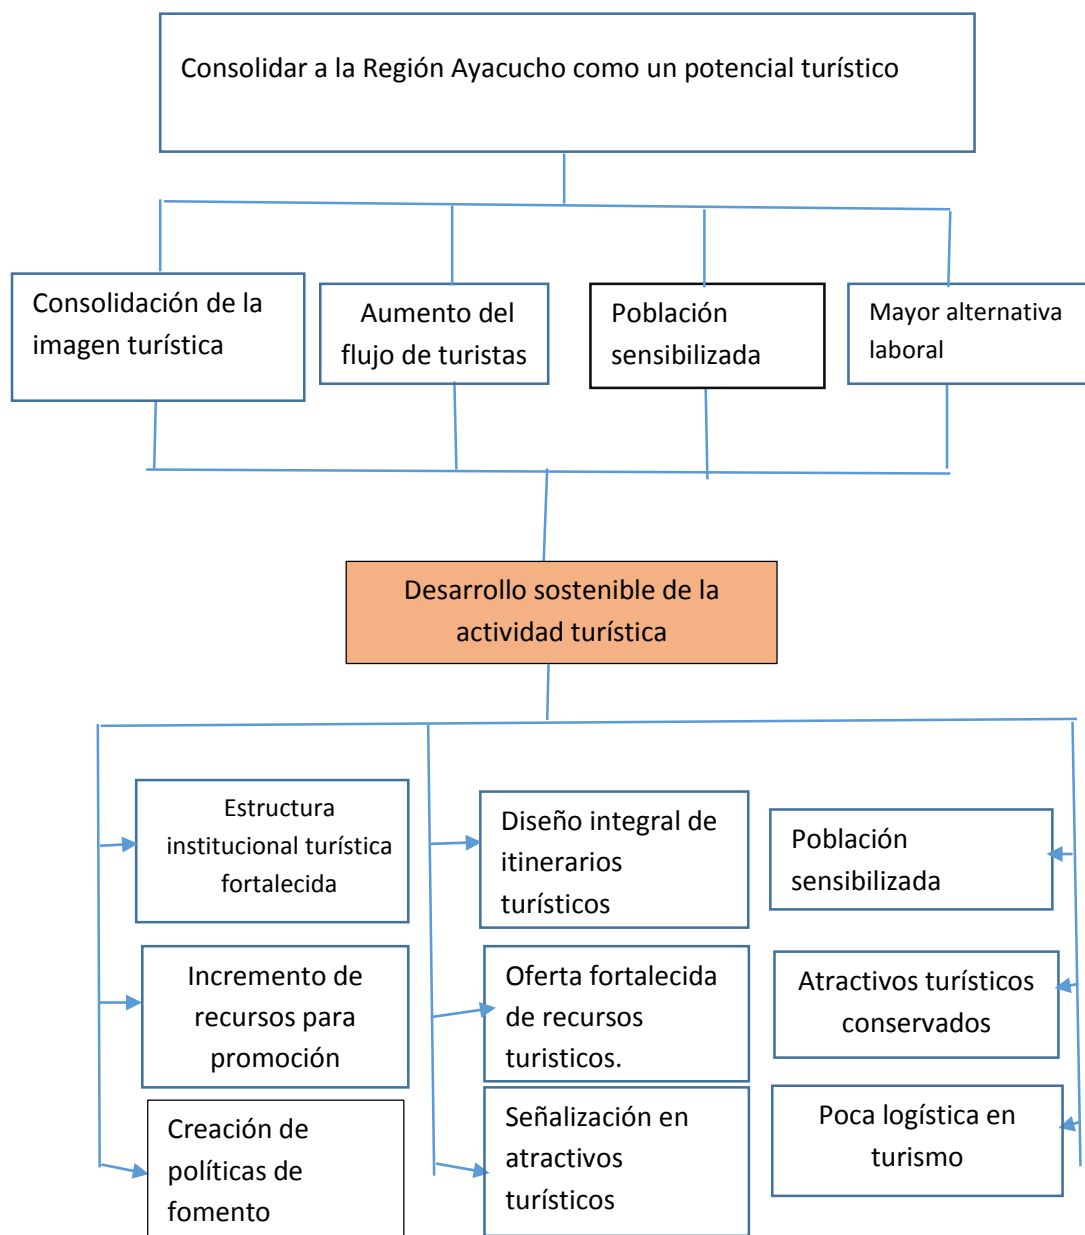 Consolidar a la Región Ayacucho como un potencial turístico
Consolidación de la
imagen turística
Aumento del
flujo de turistas
Población
sensibilizada
Mayor alternativa
laboral
Desarrollo sostenible de la
actividad turística
Estructura
institucional turística
fortalecida
Diseño integral de
itinerarios
turísticos
Población
sensibilizada
Incremento de
recursos para
promoción
Oferta fortalecida
de recursos
turisticos.
Atractivos turísticos
conservados
Creación de
políticas de
fomento
Señalización en
atractivos
turísticos
Poca logística en
turismo